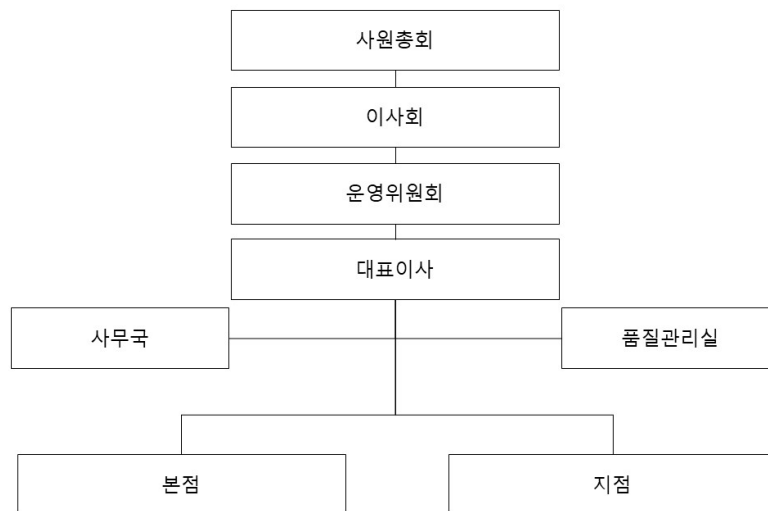 사원총회
이사회
운영위원회
대표이사
사무국
품질관리실
본점
지점